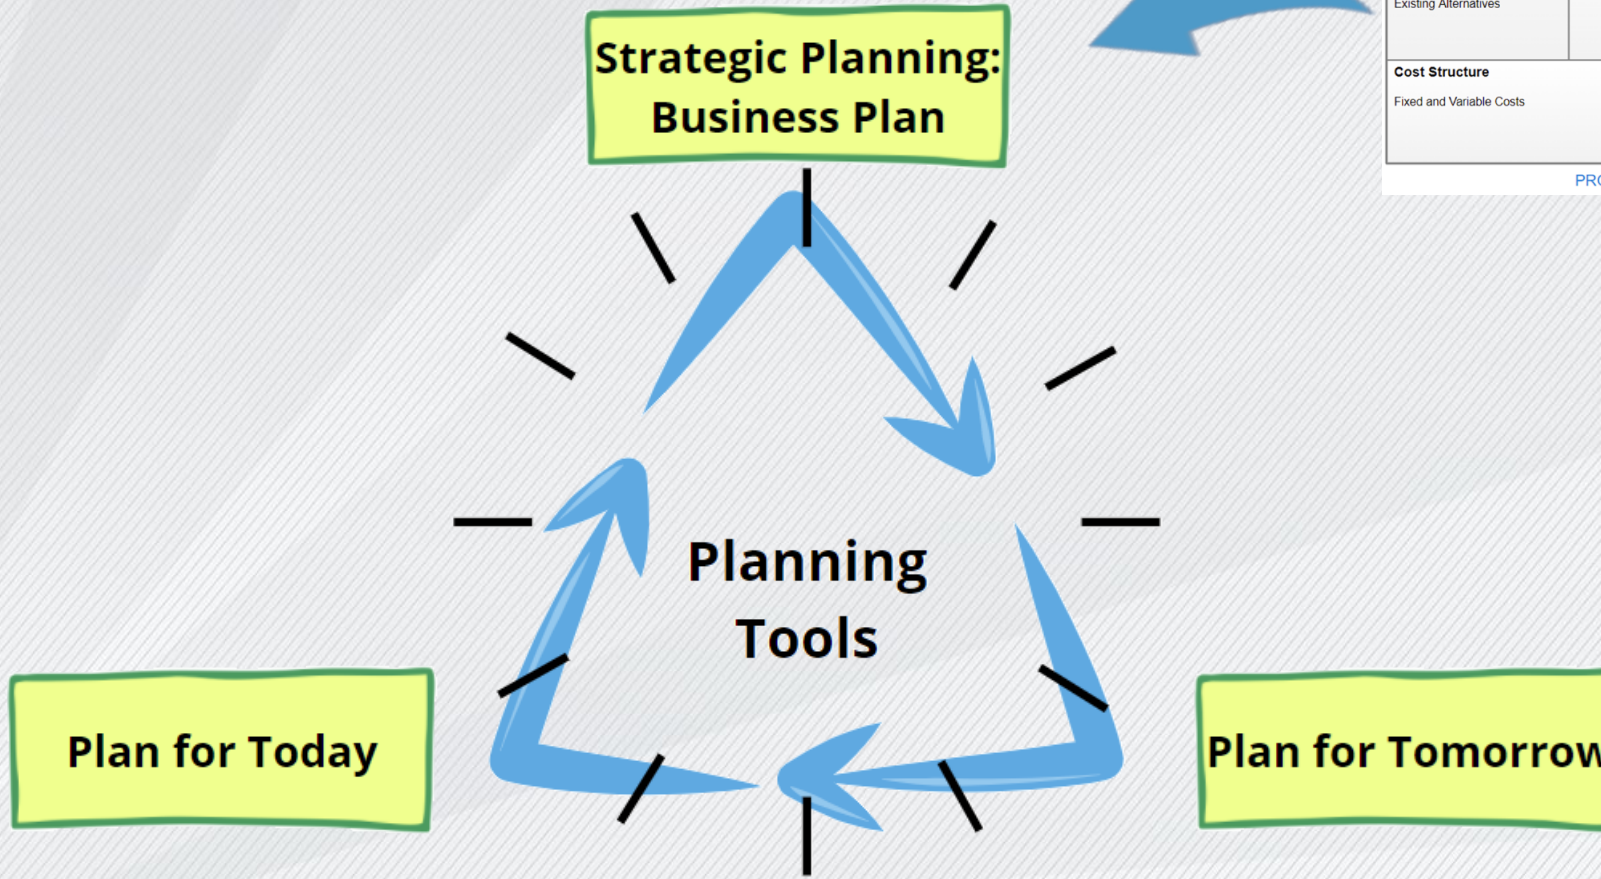 Existing Alternatives
Strategic Planning:
Business Plan
Cost Structure
Fixed and Variable Costs
Planning
Tools
Plan for Today
Plan for Tomorrow